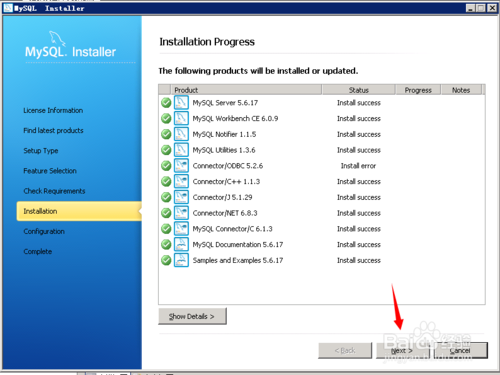 MySQL Installer
MySQL. Installer
License Information
Find latest products
Setup Type
Feature Selection
Check Requirements
Installation
Configuration
Complete
Installation Progress
The following products will be installed or updated.
Product Status Progress Notes
MySQL Server 5.6.17 Install success
MySQL Workbench CE 6.0.9 Install success
MySQL Notifier 1.1.5 Install success
MySQL Utilities 1.3.6 Install success
Connector/ODBC 5.2.6 Install error
Connector/C++ 1.1.3 Install success
Connector/J 5.1.29 Install success
Connector/NET 6.8.3 Install success
MySQL Connector/C 6.1.3 Install success
MySQL Documentation 5.6.17 Install success
Samples and Examples 5.6.17 Install success
Show Details >
< Back Next > Cancel